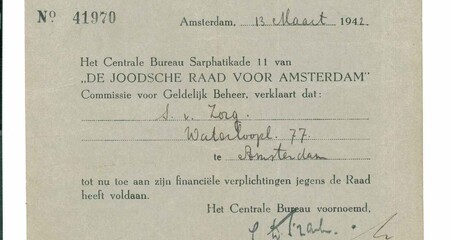 Nº 41970 Amsterdam, 13 Maart 1942.
Het Centrale Bureau Sarphatikade 11 van
„DE JOODSCHE RAAD VOOR AMSTERDAM"
Commissie voor Geldelijk Beheer, verklaart dat:
S. v. Zorg.
Waterloopl. 77.
te Amsterdam
tot nu toe aan zijn financiële verplichtingen jegens de Raad
heeft voldaan.
Het Centrale Bureau voornoemd,